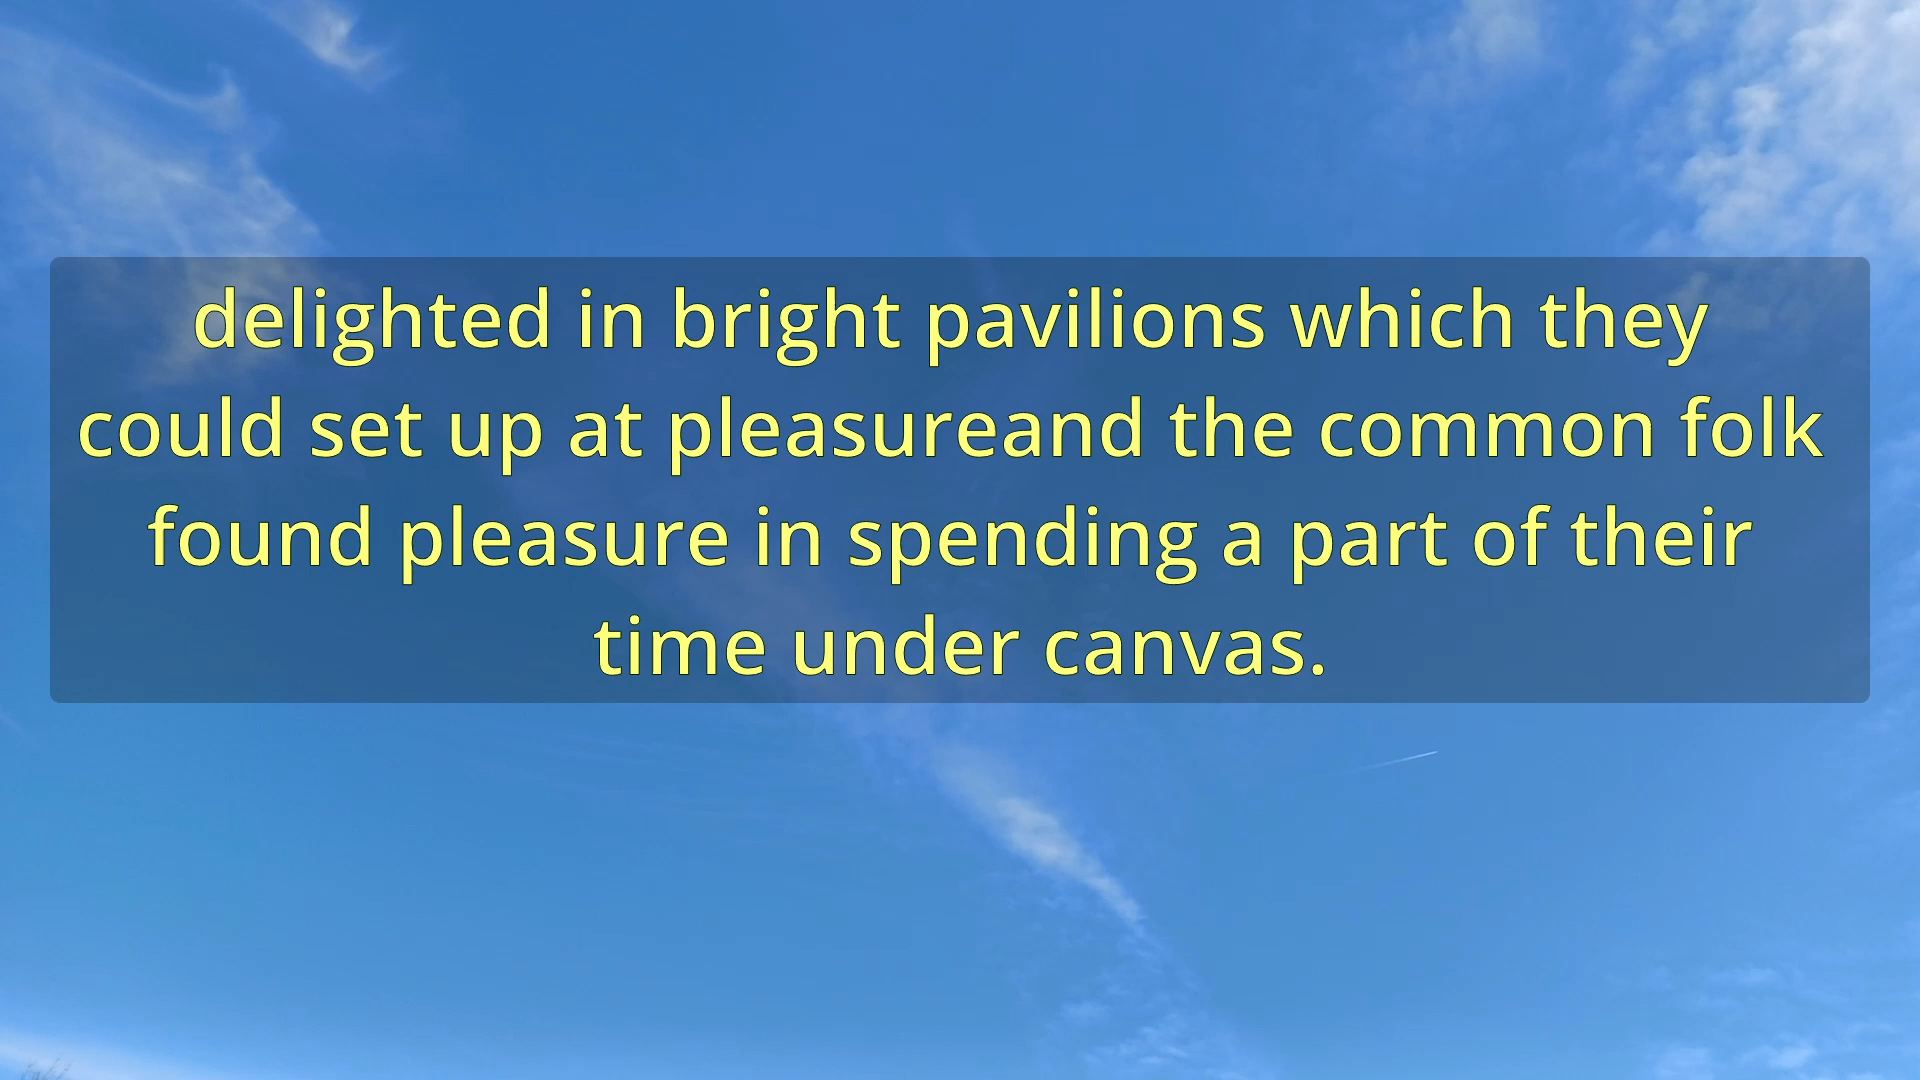 delighted in bright pavilions which they
could set up at pleasureand the common folk
found pleasure in spending a part of their
time under canvas.